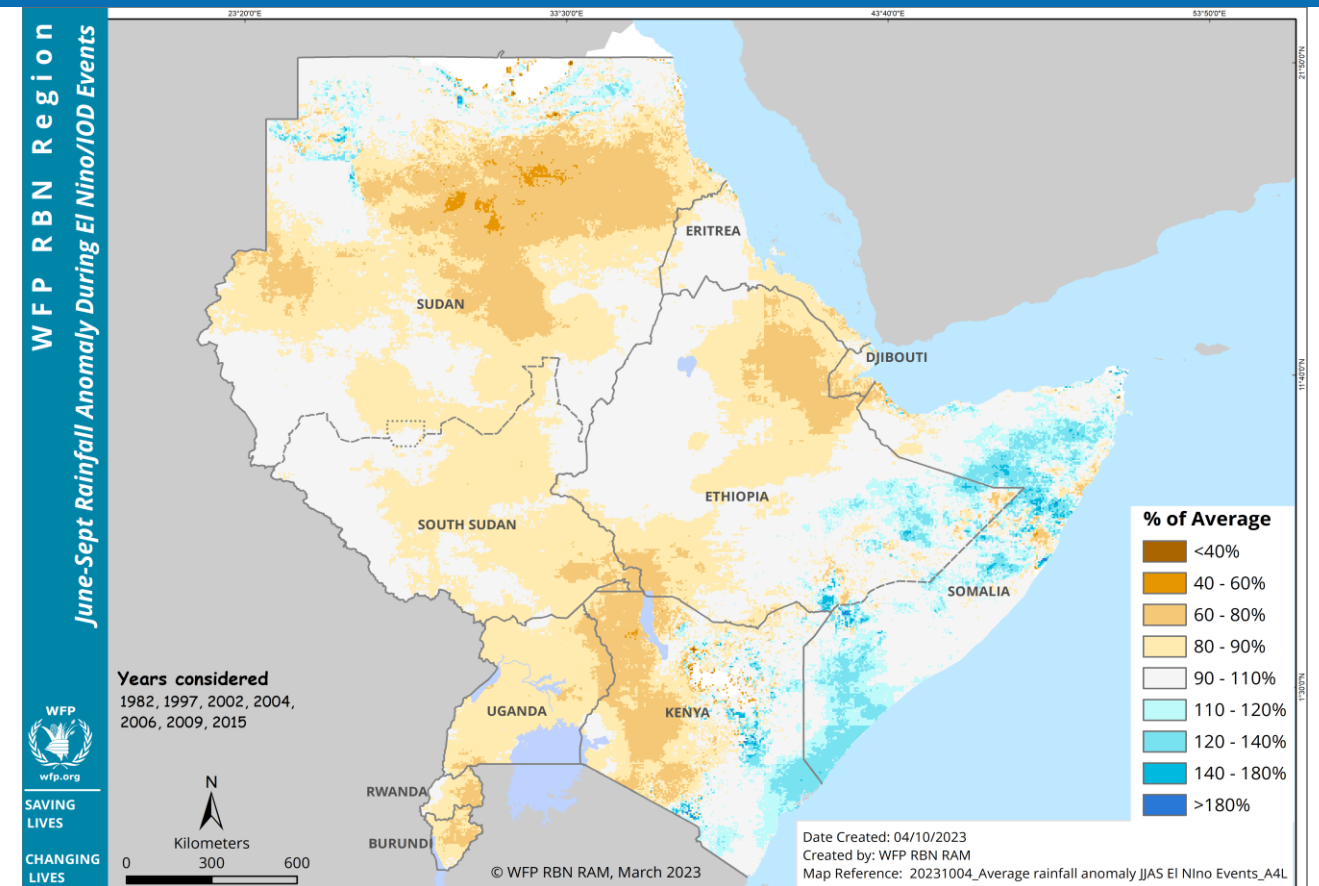 WFP RBN Region
June-Sept Rainfall Anomaly During El Nino/IOD Events
23°20'0"E
33°30'0"E
43°40'0"E
53°50'0"E
21°50'0"N
11°40'0"N
1°30'0"N
ERITREA
SUDAN
DJIBOUTI
ETHIOPIA
SOUTH SUDAN
SOMALIA
UGANDA
KENYA
RWANDA
BURUNDI
% of Average
<40%
40 - 60%
60 - 80%
80 - 90%
90 - 110%
110 - 120%
120 - 140%
140 - 180%
>180%
Years considered
1982, 1997, 2002, 2004,
2006, 2009, 2015
WFP
wfp.org
SAVING
LIVES
CHANGING
LIVES
N
Kilometers
0 300 600
© WFP RBN RAM, March 2023
Date Created: 04/10/2023
Created by: WFP RBN RAM
Map Reference: 20231004_Average rainfall anomaly JJAS El NIno Events_A4L